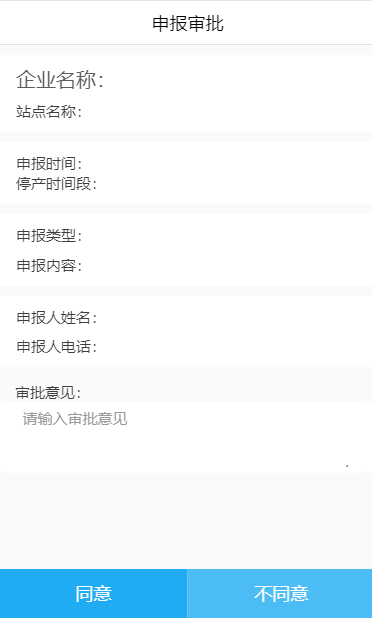 申报审批
企业名称：
站点名称：
申报时间：
停产时间段：
申报类型：
申报内容：
申报人姓名：
申报人电话：
审批意见：
请输入审批意见
同意
不同意